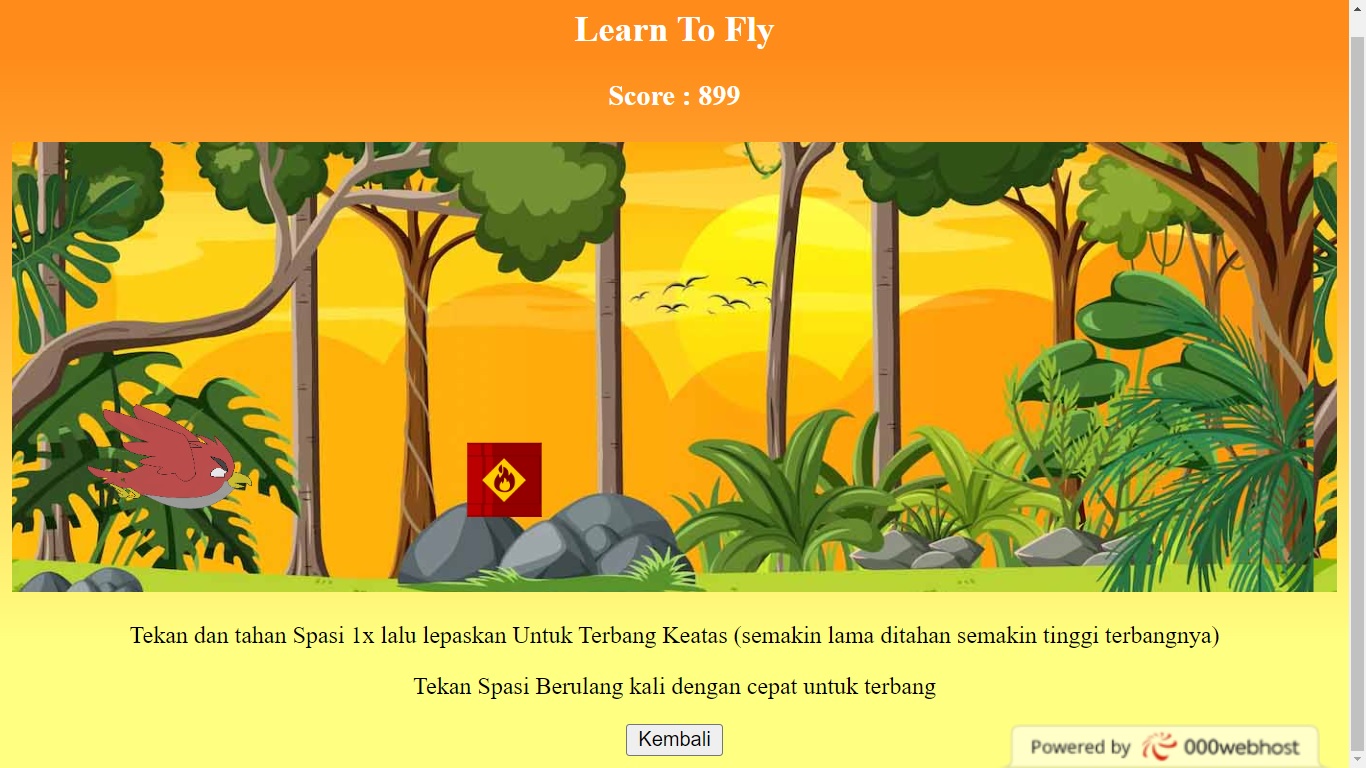 Learn To Fly
Score : 899
Tekan dan tahan Spasi 1x lalu lepaskan Untuk Terbang Keatas (semakin lama ditahan semakin tinggi terbangnya)
Tekan Spasi Berulang kali dengan cepat untuk terbang
Kembali
Powered by 000webhost